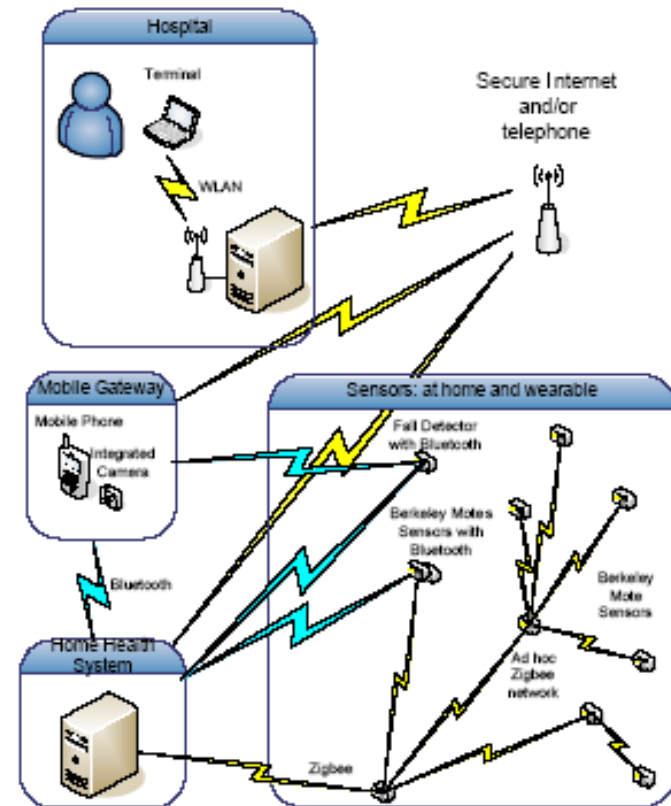 Hospital
Terminal
WLAN
Secure Internet
and/or
telephone
Mobile Gateway
Mobile Phone
Integrated
Camera
Bluetooth
Sensors: at home and wearable
Fall Detector
with Bluetooth
Berkeley Motes
Sensors with
Bluetooth
Berkeley
Mote
Sensors
Ad hoc
Zigbee
network
Home Health
System
Zigbee